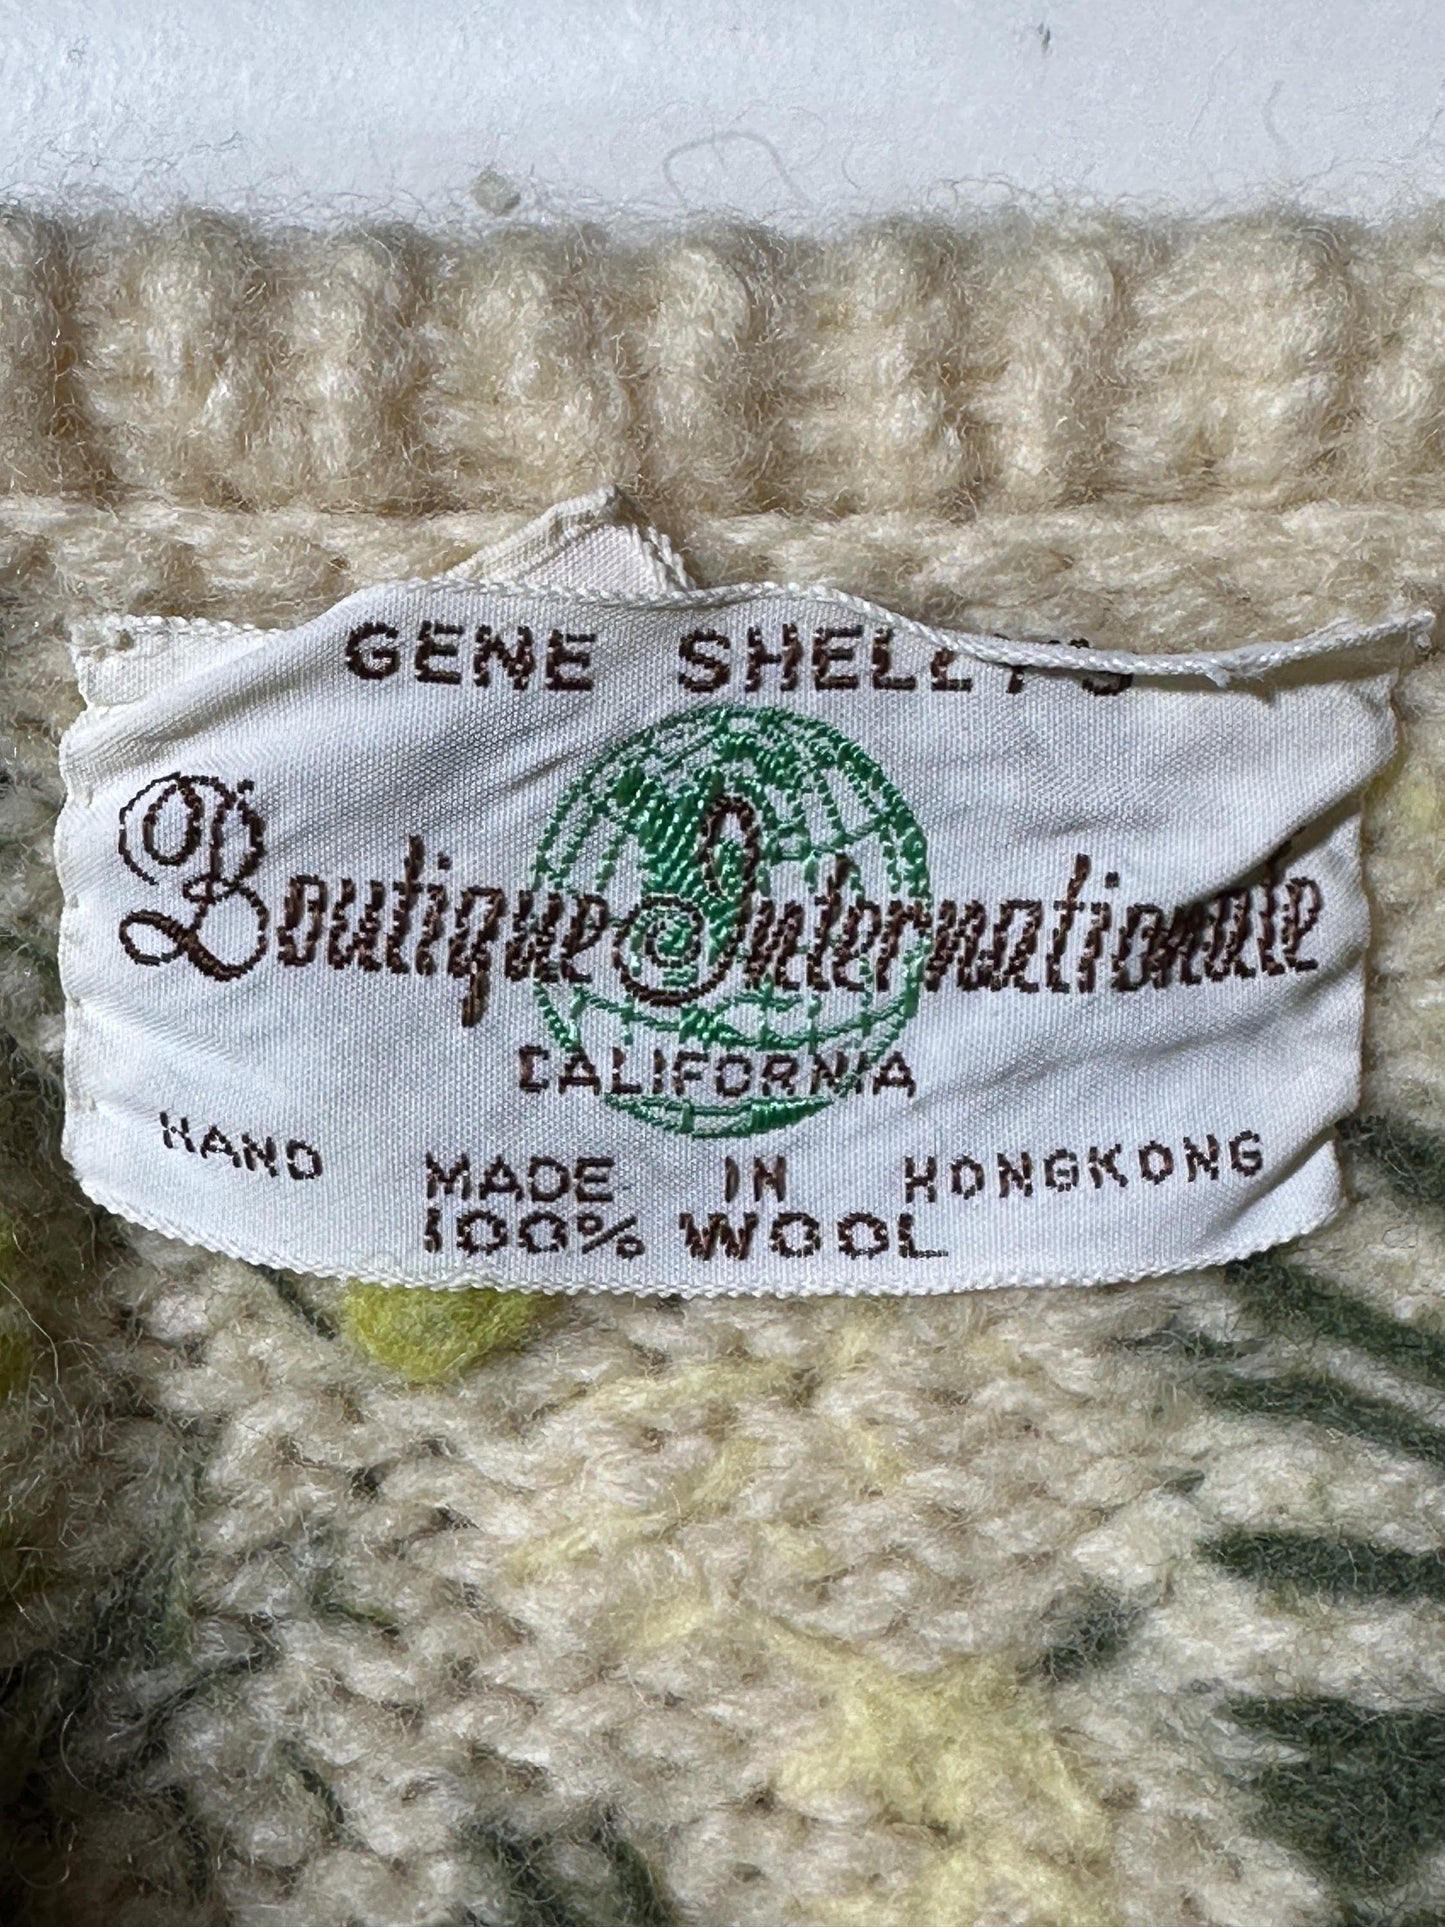 GENE SHELLY'S
Boutique Internationale
CALIFORNIA
HAND MADE IN HONGKONG
100% WOOL